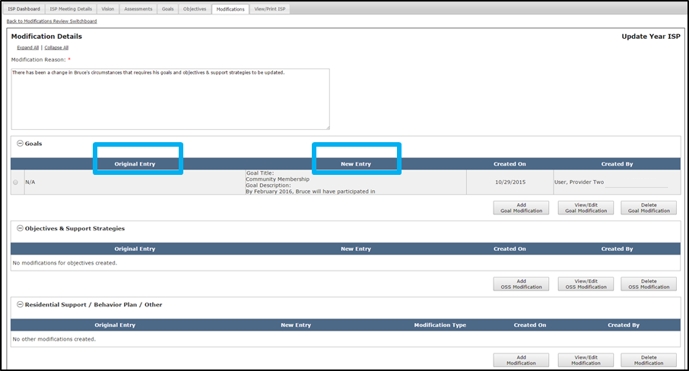 ISP Dashboard ISP Meeting Details Vision Assessments Goals Objectives Modifications View/Print ISP
Back to Modifications Review Switchboard
Modification Details Update Year ISP
Expand All | Collapse All
Modification Reason: *
There has been a change in Bruce's circumstances that requires his goals and objectives & support strategies to be updated.
Goals
Original Entry New Entry Created On Created By
N/A
Goal Title:
Community Membership
Goal Description:
By February 2016, Bruce will have participated in
10/29/2015
User, Provider Two
Add View/Edit Delete
Goal Modification Goal Modification Goal Modification
Objectives & Support Strategies
Original Entry New Entry Created On Created By
No modifications for objectives created.
Add View/Edit Delete
OSS Modification OSS Modification OSS Modification
Residential Support / Behavior Plan / Other
Original Entry New Entry Modification Type Created On Created By
No other modifications created.
Add View/Edit Delete
Modification Modification Modification